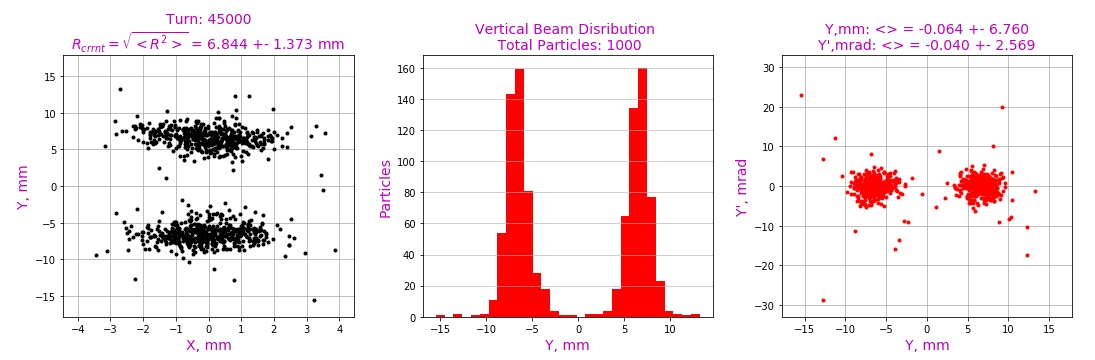 Turn: 45000
R_crrnt = √<R²> = 6.844 +- 1.373 mm
15
10
5
0
−5
−10
−15
Y, mm
−4 −3 −2 −1 0 1 2 3 4
X, mm
Vertical Beam Disribution
Total Particles: 1000
160
140
120
100
80
60
40
20
0
Particles
−15 −10 −5 0 5 10
Y, mm
Y,mm: <> = -0.064 +- 6.760
Y',mrad: <> = -0.040 +- 2.569
30
20
10
0
−10
−20
−30
Y', mrad
−15 −10 −5 0 5 10 15
Y, mm